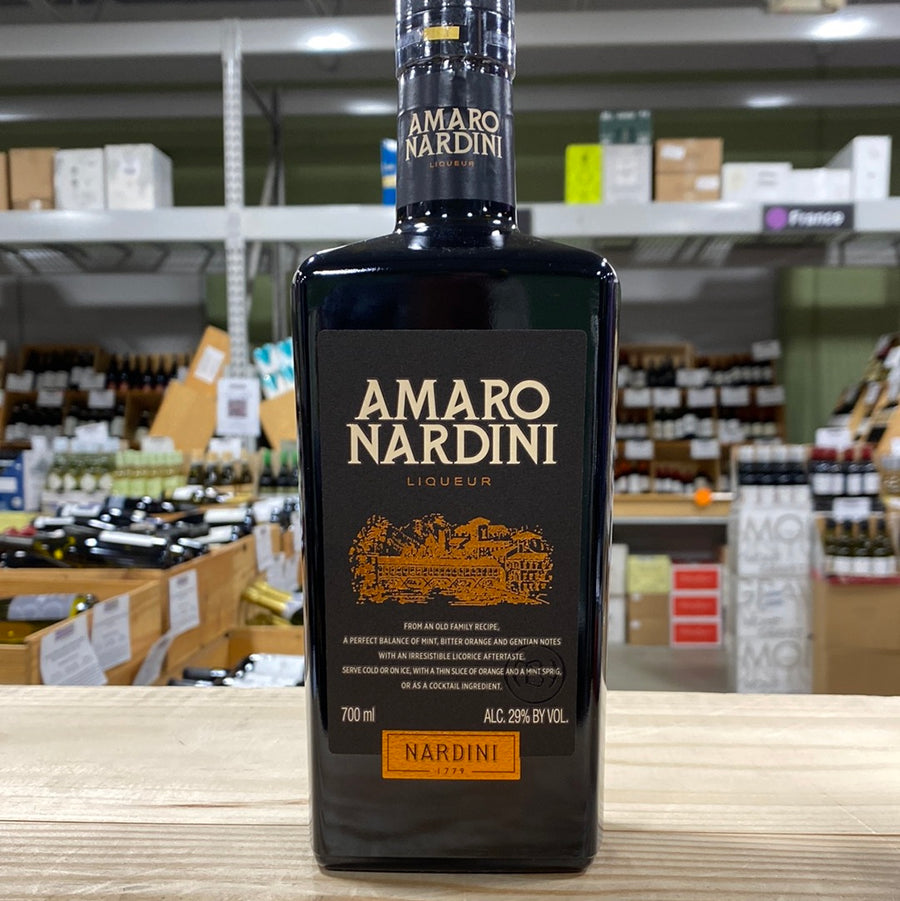 AMARO
NARDINI
LIQUEUR
France
AMARO
NARDINI
LIQUEUR
FROM AN OLD FAMILY RECIPE,
A PERFECT BALANCE OF MINT, BITTER ORANGE AND GENTIAN NOTES
WITH AN IRRESISTIBLE LICORICE AFTERTASTE.
SERVE COLD OR ON ICE, WITH A THIN SLICE OF ORANGE AND A MINT SPRIG,
OR AS A COCKTAIL INGREDIENT.
700 ml
ALC. 29% BY VOL.
NARDINI
1779